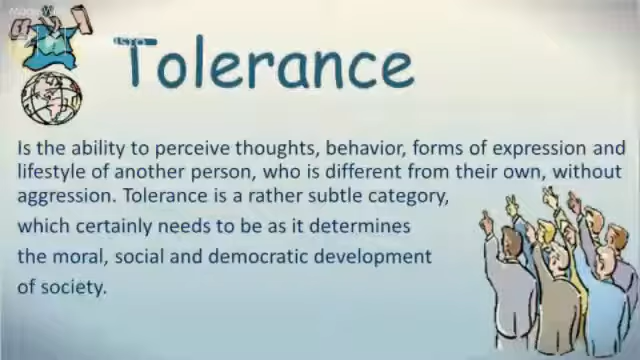 Tolerance
Is the ability to perceive thoughts, behavior, forms of expression and
lifestyle of another person, who is different from their own, without
aggression. Tolerance is a rather subtle category,
which certainly needs to be as it determines
the moral, social and democratic development
of society.